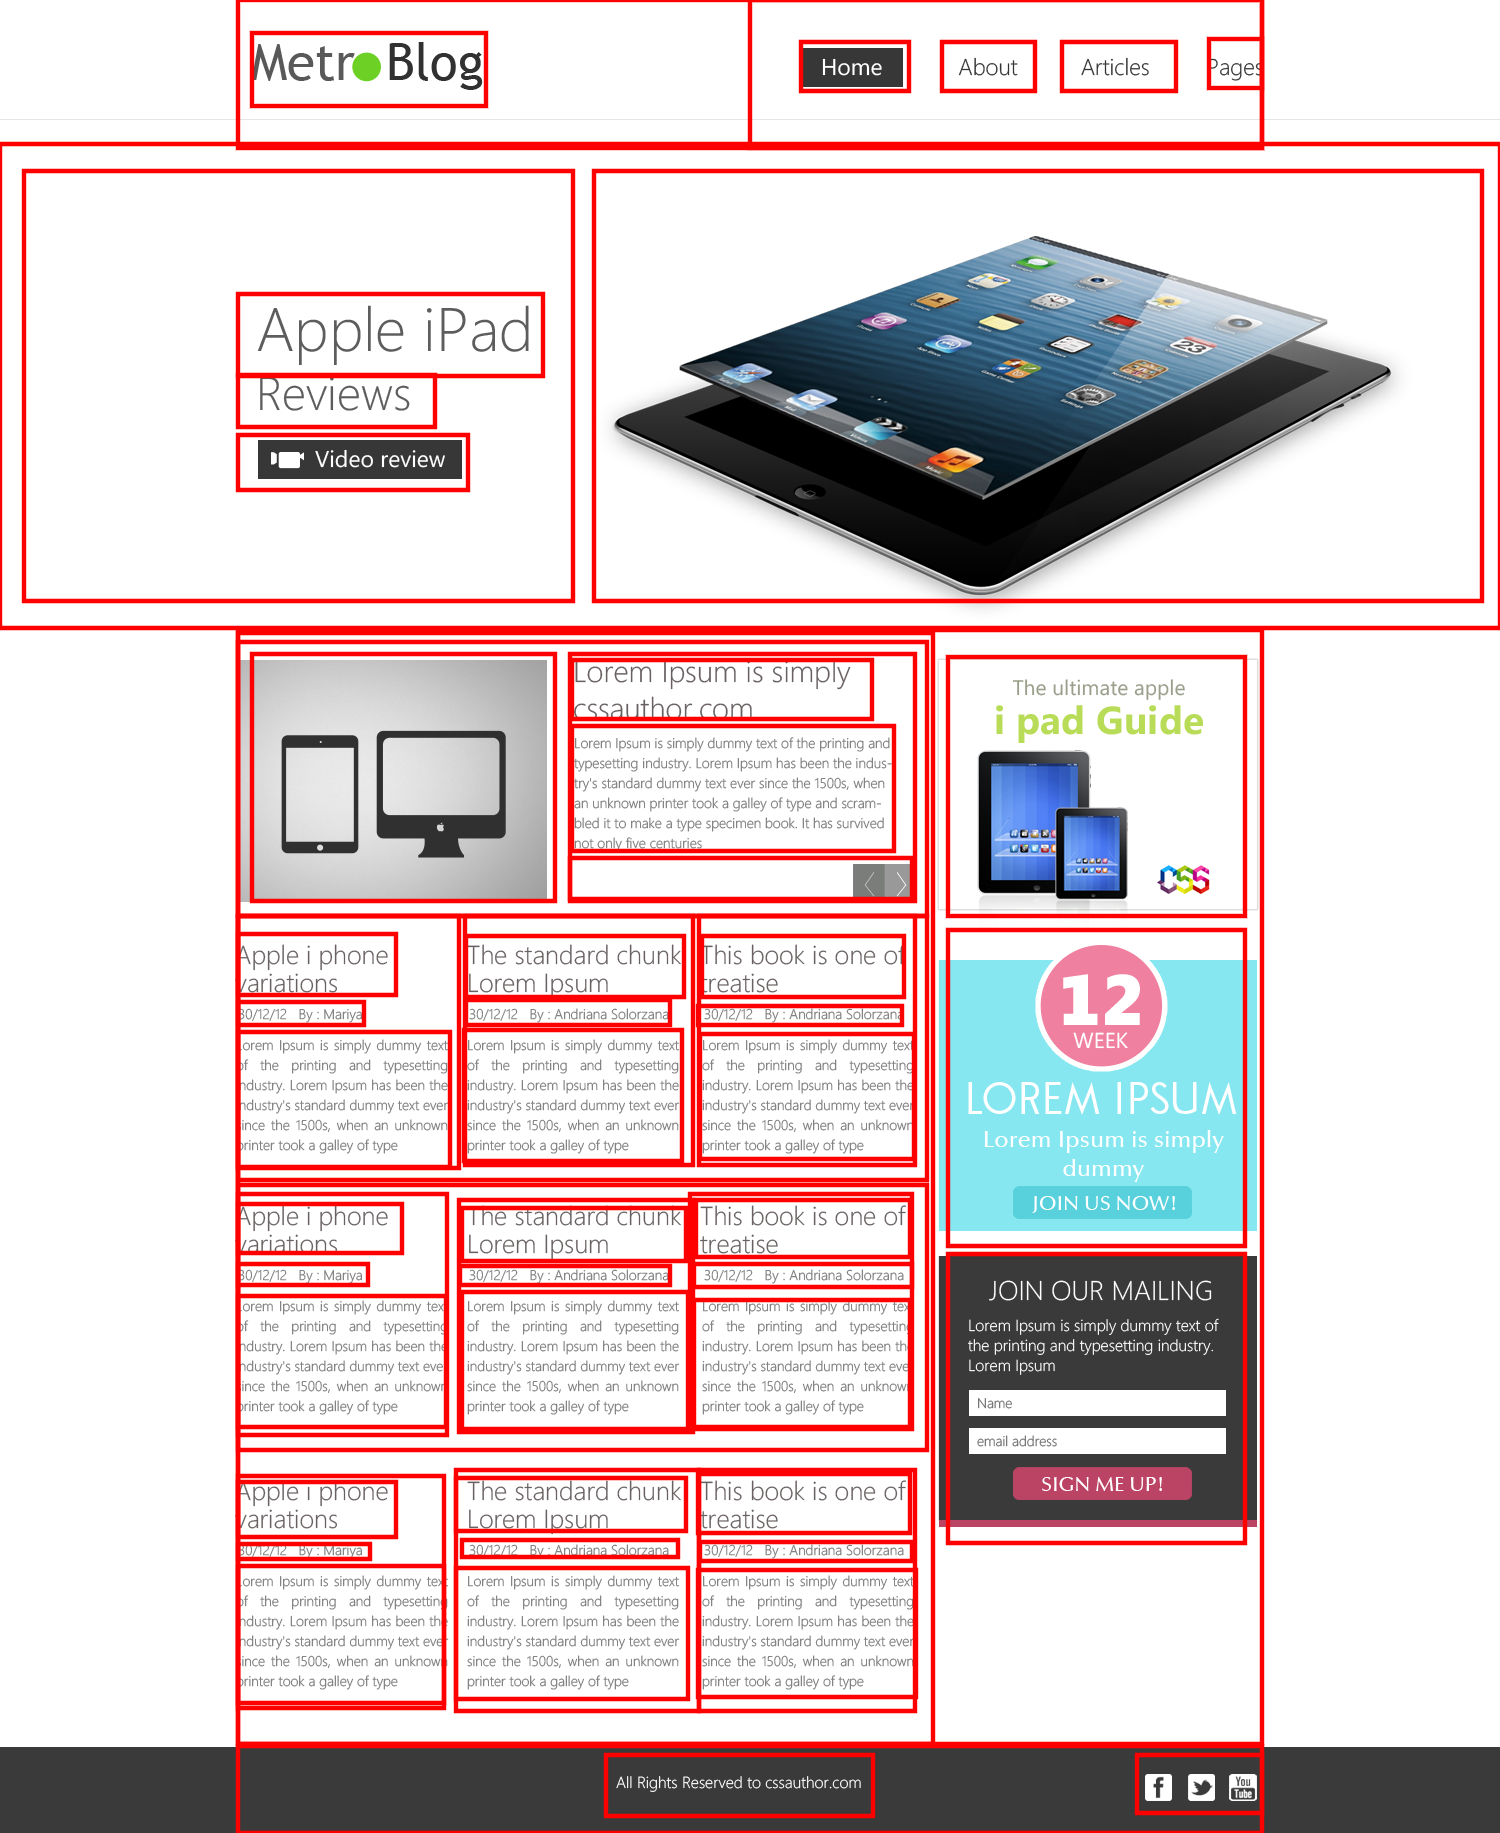 MetroBlog
Home About Articles Pages
Apple iPad
Reviews
Video review
Lorem Ipsum is simply
cssauthor.com
Lorem Ipsum is simply dummy text of the printing and
typesetting industry. Lorem Ipsum has been the indus-
try's standard dummy text ever since the 1500s, when
an unknown printer took a galley of type and scram-
bled it to make a type specimen book. It has survived
not only five centuries
The ultimate apple
i pad Guide
CSS
Apple i phone
variations
30/12/12 By : Mariya
Lorem Ipsum is simply dummy text
of the printing and typesetting
industry. Lorem Ipsum has been the
industry's standard dummy text ever
since the 1500s, when an unknown
printer took a galley of type
The standard chunk
Lorem Ipsum
30/12/12 By : Andriana Solorzana
Lorem Ipsum is simply dummy text
of the printing and typesetting
industry. Lorem Ipsum has been the
industry's standard dummy text ever
since the 1500s, when an unknown
printer took a galley of type
This book is one of
treatise
30/12/12 By : Andriana Solorzana
Lorem Ipsum is simply dummy text
of the printing and typesetting
industry. Lorem Ipsum has been the
industry's standard dummy text ever
since the 1500s, when an unknown
printer took a galley of type
12
WEEK
LOREM IPSUM
Lorem Ipsum is simply
dummy
JOIN US NOW!
Apple i phone
variations
30/12/12 By : Mariya
Lorem Ipsum is simply dummy text
of the printing and typesetting
industry. Lorem Ipsum has been the
industry's standard dummy text ever
since the 1500s, when an unknown
printer took a galley of type
The standard chunk
Lorem Ipsum
30/12/12 By : Andriana Solorzana
Lorem Ipsum is simply dummy text
of the printing and typesetting
industry. Lorem Ipsum has been the
industry's standard dummy text ever
since the 1500s, when an unknown
printer took a galley of type
This book is one of
treatise
30/12/12 By : Andriana Solorzana
Lorem Ipsum is simply dummy text
of the printing and typesetting
industry. Lorem Ipsum has been the
industry's standard dummy text ever
since the 1500s, when an unknown
printer took a galley of type
JOIN OUR MAILING
Lorem Ipsum is simply dummy text of
the printing and typesetting industry.
Lorem Ipsum
Name
email address
SIGN ME UP!
Apple i phone
variations
30/12/12 By : Mariya
Lorem Ipsum is simply dummy text
of the printing and typesetting
industry. Lorem Ipsum has been the
industry's standard dummy text ever
since the 1500s, when an unknown
printer took a galley of type
The standard chunk
Lorem Ipsum
30/12/12 By : Andriana Solorzana
Lorem Ipsum is simply dummy text
of the printing and typesetting
industry. Lorem Ipsum has been the
industry's standard dummy text ever
since the 1500s, when an unknown
printer took a galley of type
This book is one of
treatise
30/12/12 By : Andriana Solorzana
Lorem Ipsum is simply dummy text
of the printing and typesetting
industry. Lorem Ipsum has been the
industry's standard dummy text ever
since the 1500s, when an unknown
printer took a galley of type
All Rights Reserved to cssauthor.com
f
You
Tube